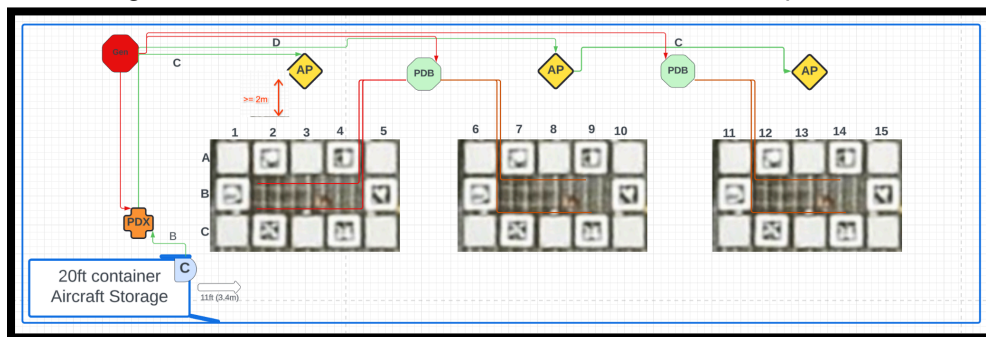 D
C
Gen
AP
PDB
AP
C
PDB
AP
>= 2m
1 2 3 4 5
6 7 8 9 10
11 12 13 14 15
A
B
C
PDX
B
C
20ft container
Aircraft Storage
11ft (3.4m)